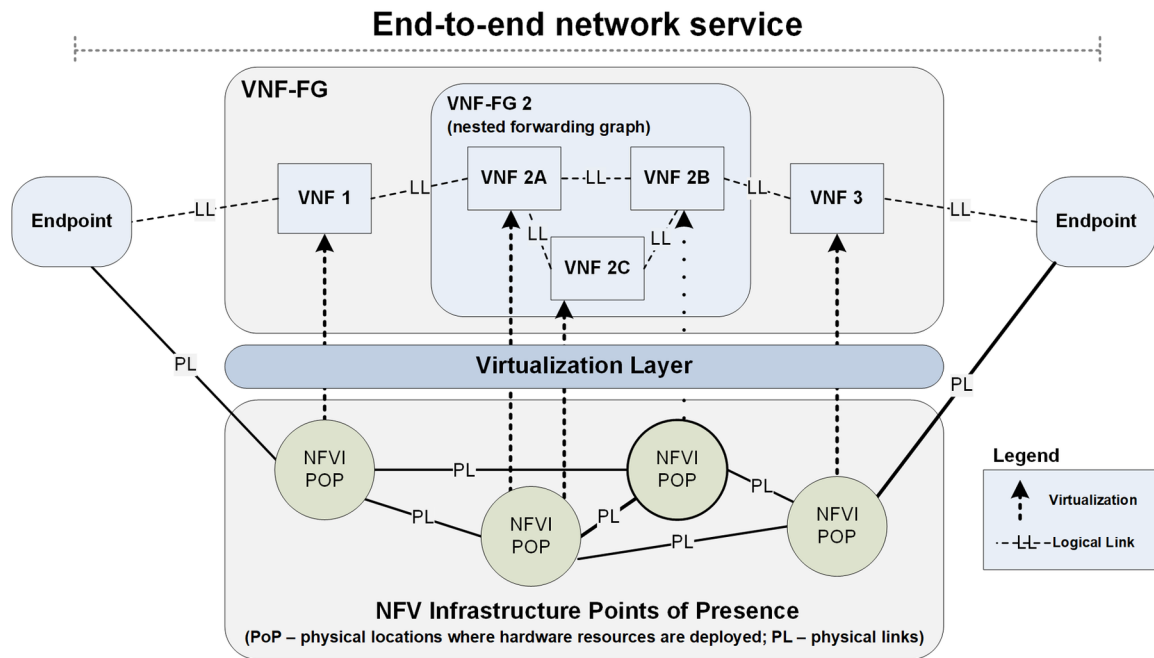 End-to-end network service
VNF-FG
VNF-FG 2
(nested forwarding graph)
Endpoint
LL
VNF 1
LL
VNF 2A
LL
VNF 2B
LL
VNF 3
LL
Endpoint
LL
LL
VNF 2C
PL
Virtualization Layer
PL
NFVI
POP
PL
NFVI
POP
PL
PL
NFVI
POP
PL
PL
NFVI
POP
Legend
Virtualization
LL
Logical Link
NFV Infrastructure Points of Presence
(PoP – physical locations where hardware resources are deployed; PL – physical links)